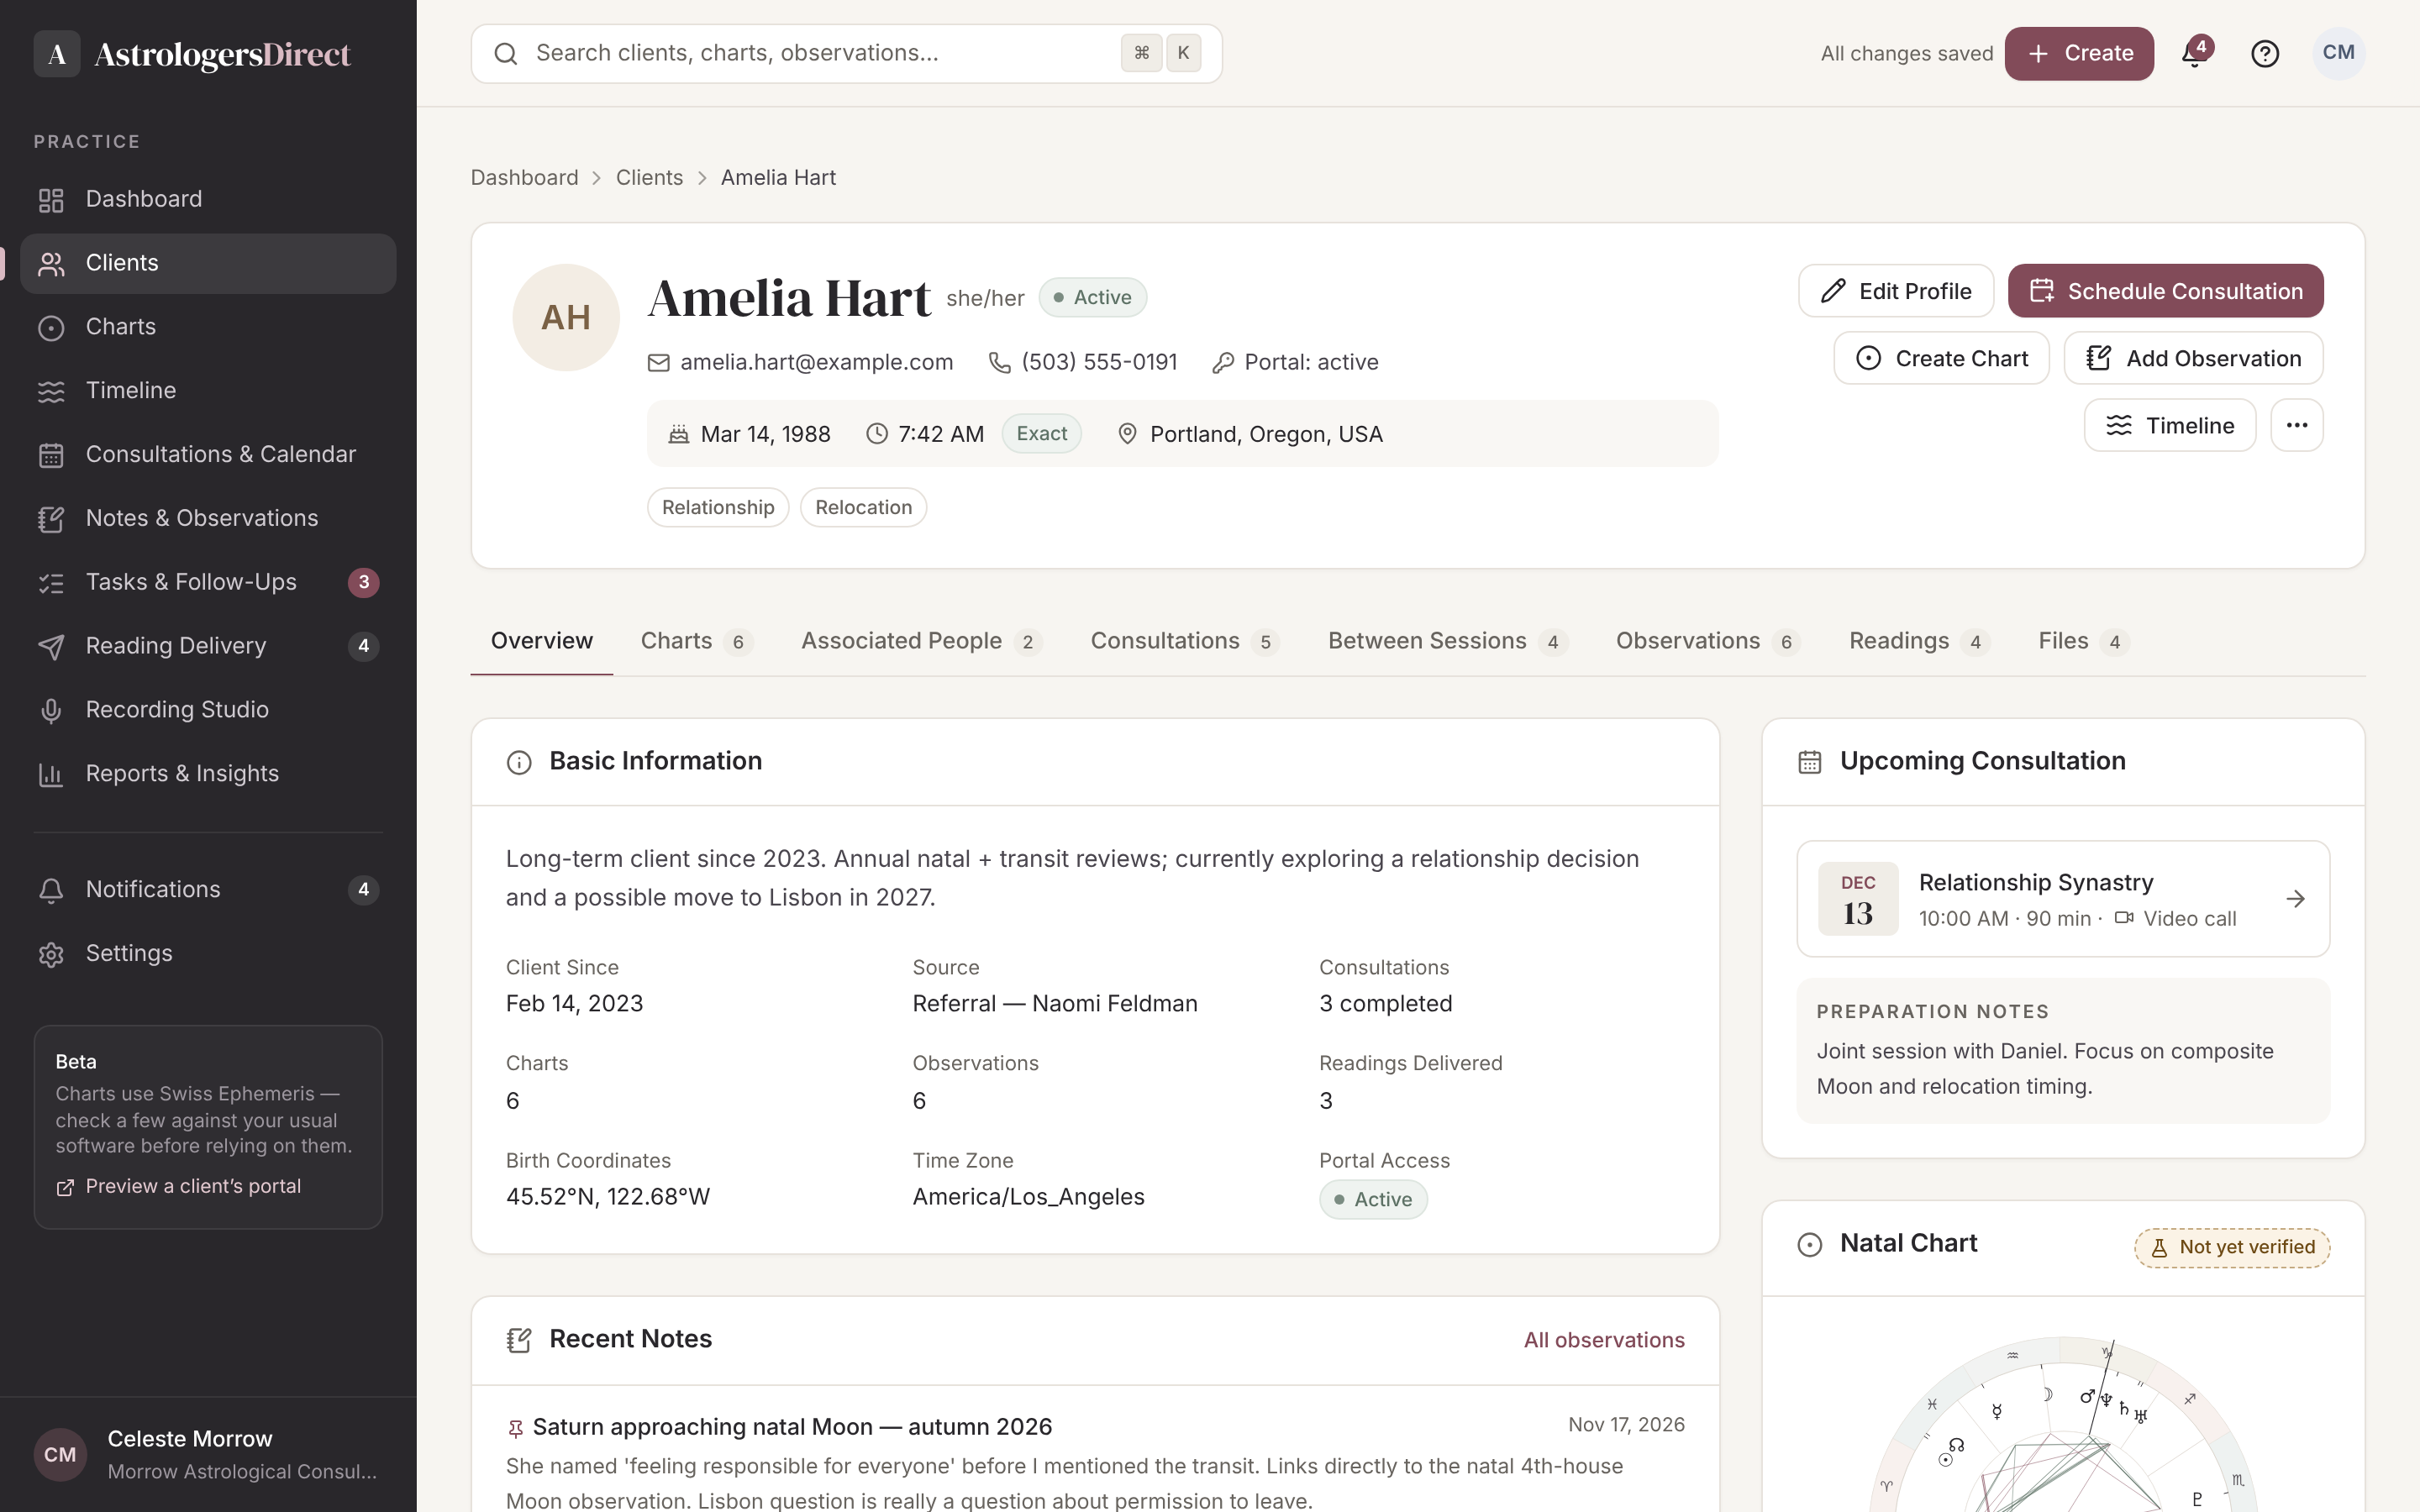 A AstrologersDirect
PRACTICE
Dashboard
Clients
Charts
Timeline
Consultations & Calendar
Notes & Observations
Tasks & Follow-Ups 3
Reading Delivery 4
Recording Studio
Reports & Insights
Notifications 4
Settings
Beta
Charts use Swiss Ephemeris —
check a few against your usual
software before relying on them.
Preview a client's portal
CM
Celeste Morrow
Morrow Astrological Consul...
Search clients, charts, observations... ⌘ K
All changes saved
+ Create
4
CM
Dashboard > Clients > Amelia Hart
AH
Amelia Hart she/her Active
amelia.hart@example.com (503) 555-0191 Portal: active
Mar 14, 1988 7:42 AM Exact Portland, Oregon, USA
Relationship Relocation
Edit Profile Schedule Consultation
Create Chart Add Observation
Timeline ...
Overview Charts 6 Associated People 2 Consultations 5 Between Sessions 4 Observations 6 Readings 4 Files 4
Basic Information
Long-term client since 2023. Annual natal + transit reviews; currently exploring a relationship decision
and a possible move to Lisbon in 2027.
Client Since Source Consultations
Feb 14, 2023 Referral — Naomi Feldman 3 completed
Charts Observations Readings Delivered
6 6 3
Birth Coordinates Time Zone Portal Access
45.52°N, 122.68°W America/Los_Angeles Active
Recent Notes All observations
Saturn approaching natal Moon — autumn 2026 Nov 17, 2026
She named 'feeling responsible for everyone' before I mentioned the transit. Links directly to the natal 4th-house
Moon observation. Lisbon question is really a question about permission to leave.
Upcoming Consultation
DEC
13
Relationship Synastry
10:00 AM · 90 min · Video call
PREPARATION NOTES
Joint session with Daniel. Focus on composite
Moon and relocation timing.
Natal Chart Not yet verified